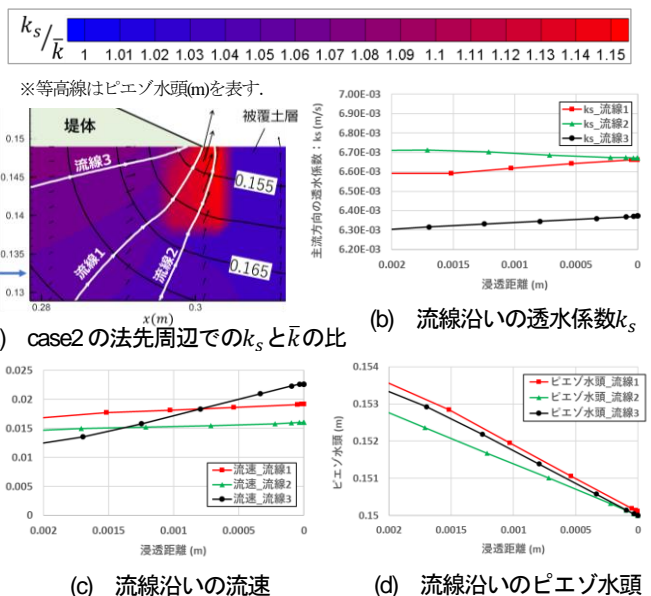 k_s/k̄
1 1.01 1.02 1.03 1.04 1.05 1.06 1.07 1.08 1.09 1.1 1.11 1.12 1.13 1.14 1.15
※等高線はピエゾ水頭(m)を表す.
堤体
被覆土層
流線3
流線1
流線2
0.155
0.165
0.15
0.145
0.14
0.135
0.13
0.28
0.3
x(m)
) case2の法先周辺でのk_sとk̄の比
主流方向の透水係数:ks (m/s)
7.00E-03
6.80E-03
6.60E-03
6.40E-03
6.20E-03
ks_流線1
ks_流線2
ks_流線3
0.002 0.0015 0.001 0.0005 0
浸透距離 (m)
(b) 流線沿いの透水係数k_s
0.025
0.02
0.015
0.01
0.005
0
流速_流線1
流速_流線2
流速_流線3
0.002 0.0015 0.001 0.0005 0
浸透距離 (m)
(c) 流線沿いの流速
ピエゾ水頭 (m)
0.154
0.153
0.152
0.151
0.15
ピエゾ水頭_流線1
ピエゾ水頭_流線2
ピエゾ水頭_流線3
0.002 0.0015 0.001 0.0005 0
浸透距離 (m)
(d) 流線沿いのピエゾ水頭